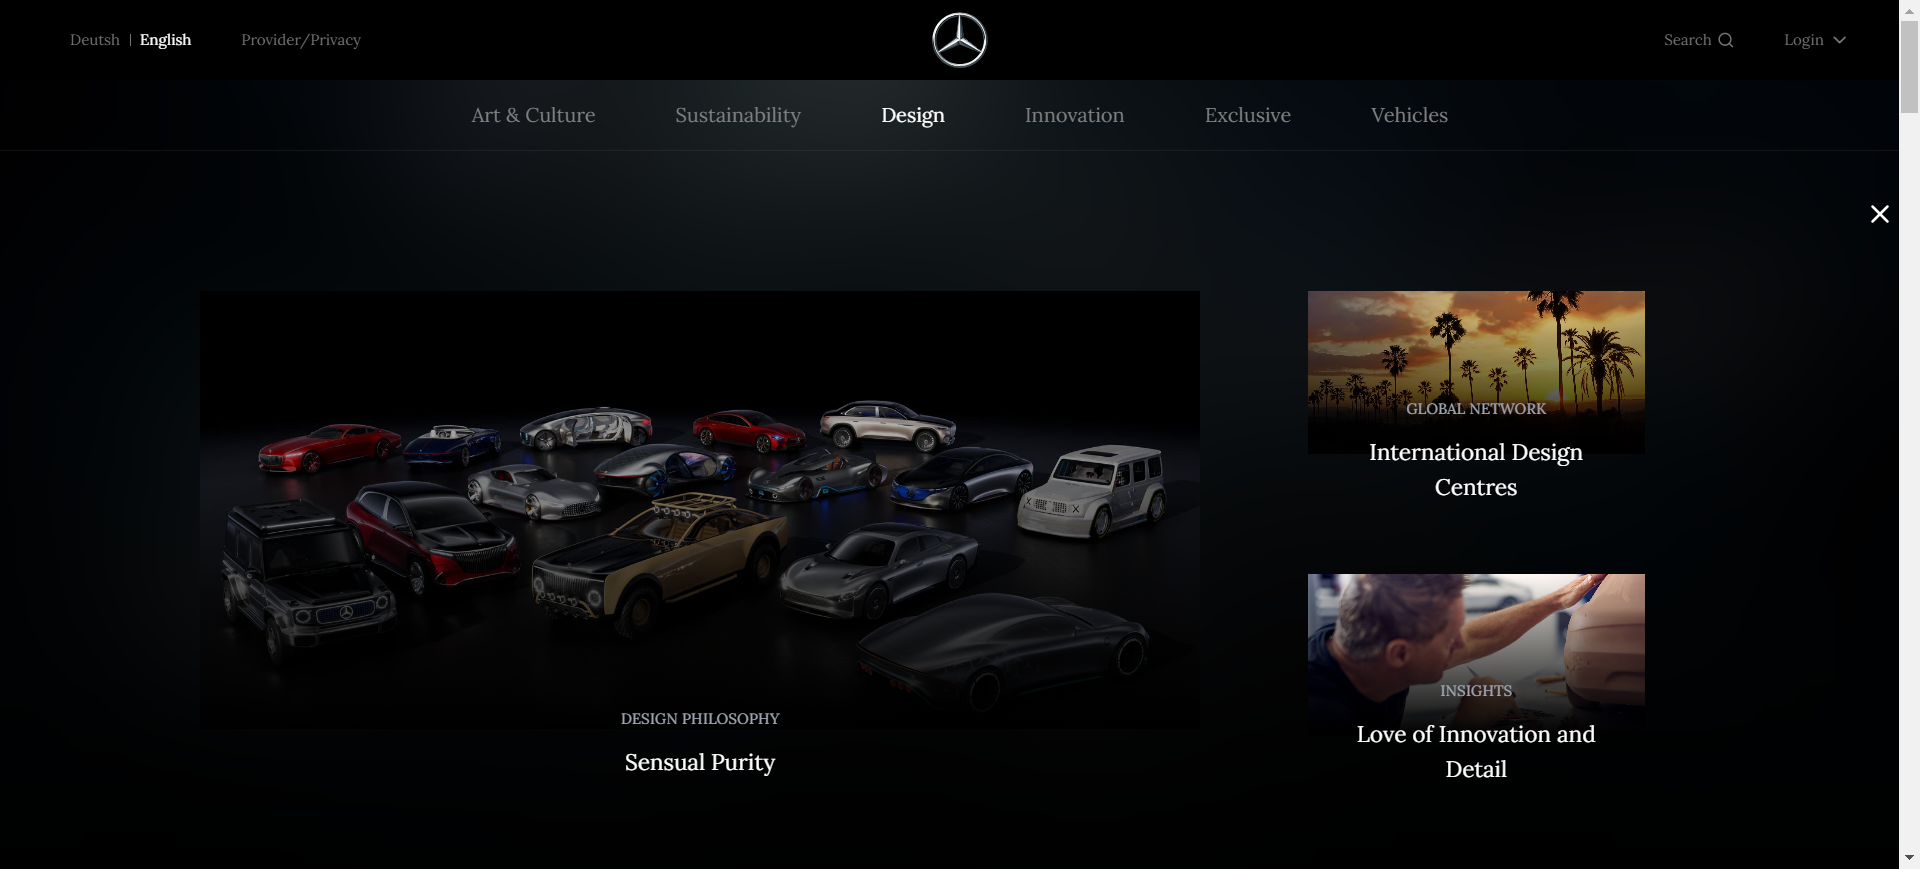 Deutsh | English
Provider/Privacy
Search
Login
Art & Culture
Sustainability
Design
Innovation
Exclusive
Vehicles
DESIGN PHILOSOPHY
Sensual Purity
GLOBAL NETWORK
International Design
Centres
INSIGHTS
Love of Innovation and
Detail